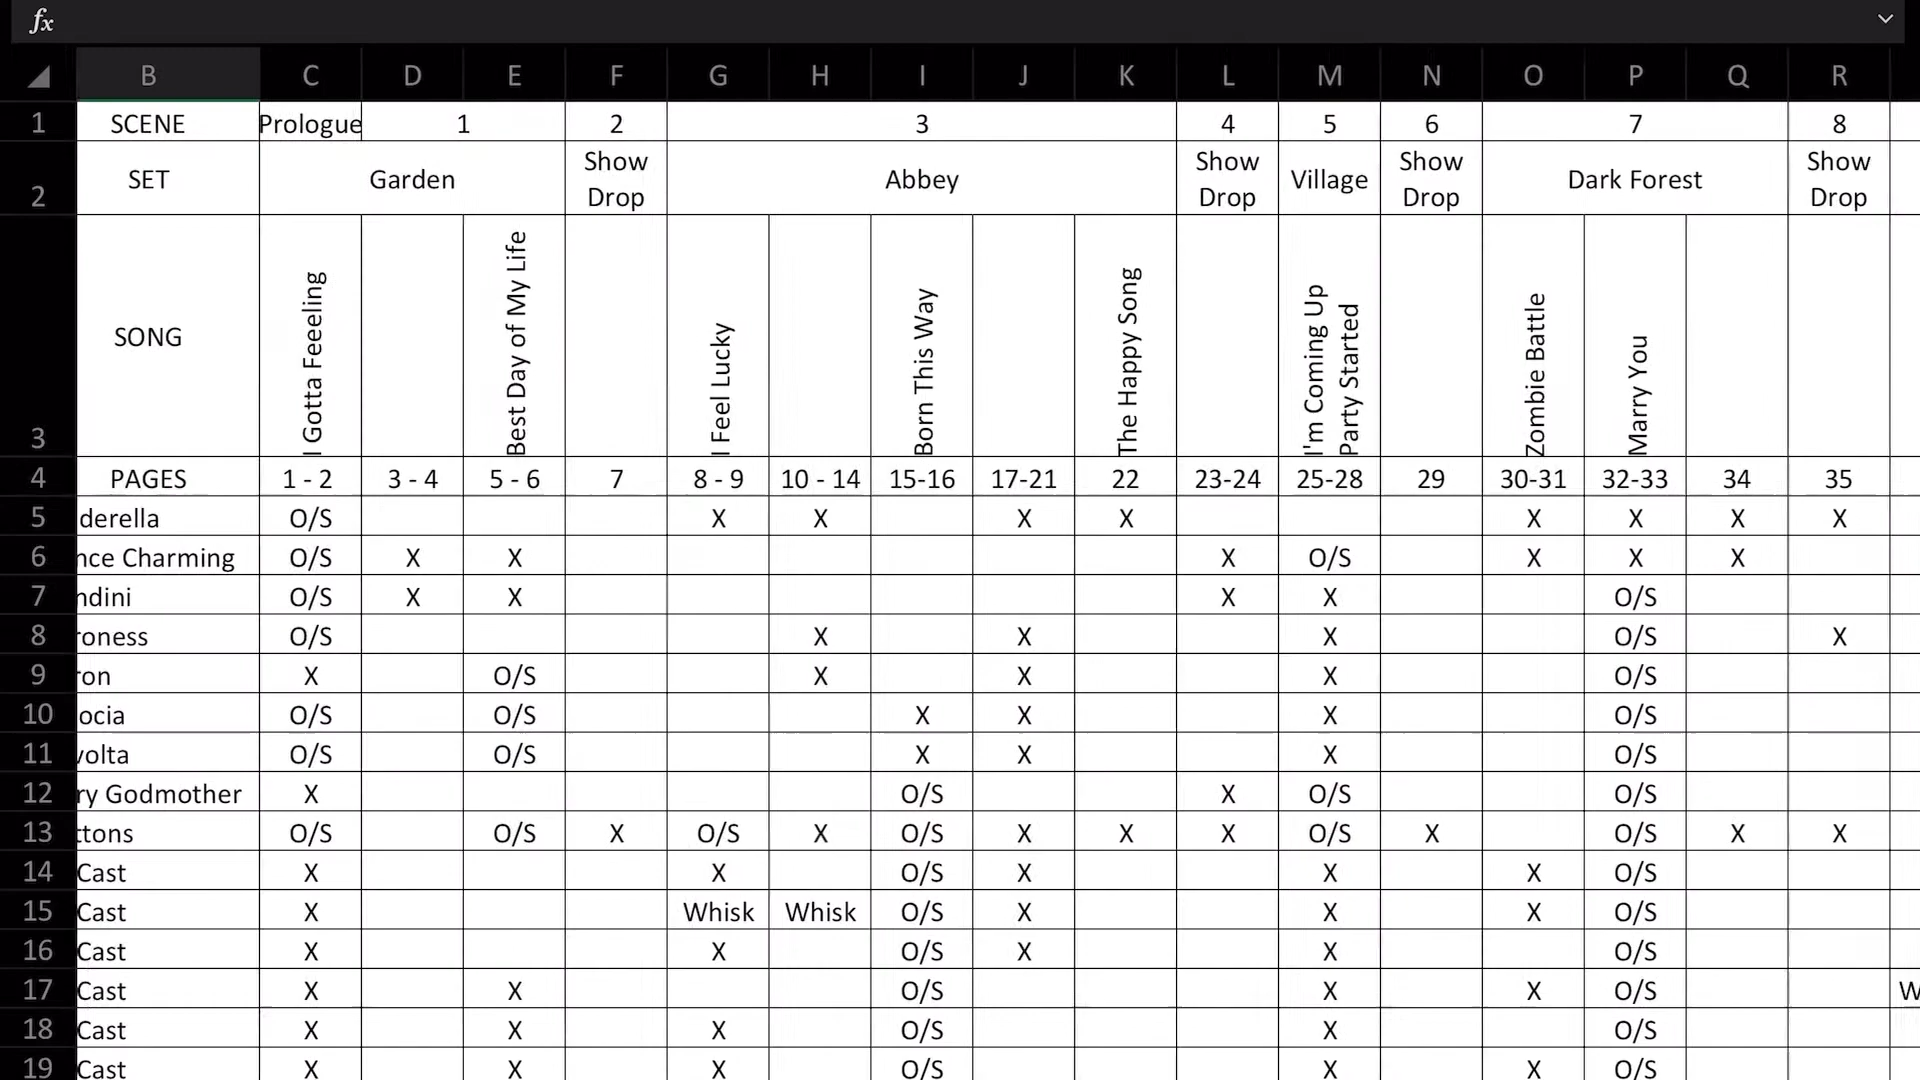 fx
B C D E F G H I J K L M N O P Q R
1 SCENE Prologue 1 2 3 4 5 6 7 8
2 SET Garden Show Drop Abbey Show Drop Village Show Drop Dark Forest Show Drop
3 SONG I Gotta Feeeling Best Day of My Life I Feel Lucky Born This Way The Happy Song I'm Coming Up Party Started Zombie Battle Marry You
4 PAGES 1 - 2 3 - 4 5 - 6 7 8 - 9 10 - 14 15-16 17-21 22 23-24 25-28 29 30-31 32-33 34 35
5 derella O/S X X X X X X X X
6 nce Charming O/S X X X O/S X X X
7 ndini O/S X X X X O/S
8 roness O/S X X X O/S X
9 ron X O/S X X X O/S
10 ocia O/S O/S X X X O/S
11 volta O/S O/S X X X O/S
12 ry Godmother X O/S X O/S O/S
13 ttons O/S O/S X O/S X O/S X X X O/S X O/S X X
14 Cast X X O/S X X X O/S
15 Cast X Whisk Whisk O/S X X X O/S
16 Cast X X O/S X X O/S
17 Cast X X O/S X X O/S W
18 Cast X X X O/S X O/S
19 Cast X X X O/S X X O/S